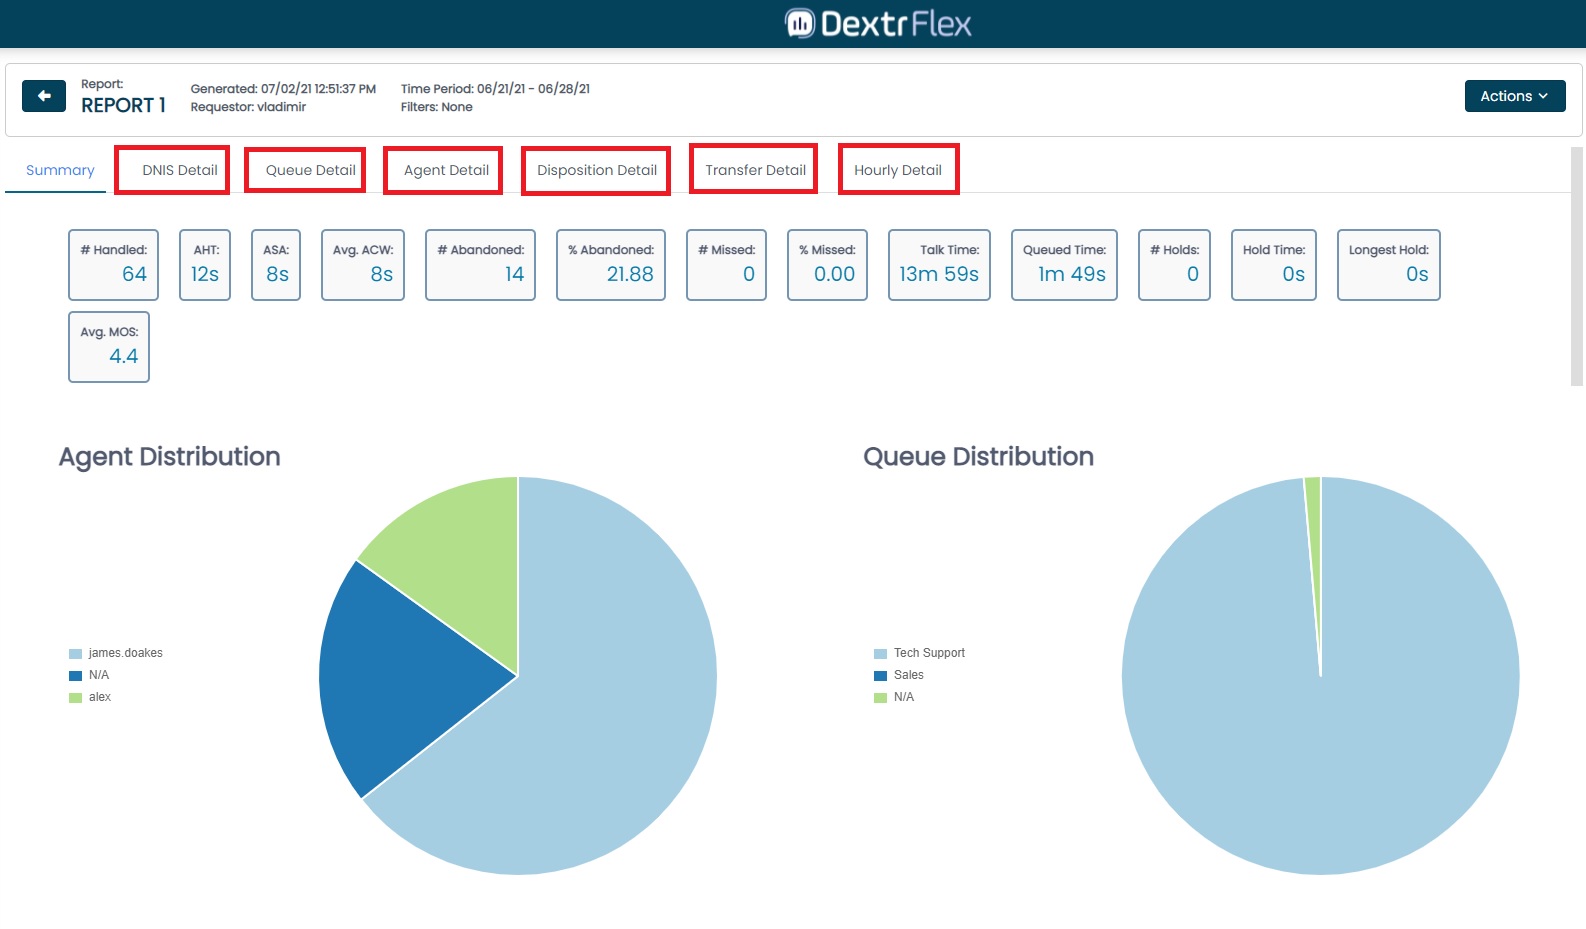 DextrFlex
Report:
REPORT 1
Generated: 07/02/21 12:51:37 PM
Requestor: vladimir
Time Period: 06/21/21 - 06/28/21
Filters: None
Actions
Summary
DNIS Detail
Queue Detail
Agent Detail
Disposition Detail
Transfer Detail
Hourly Detail
# Handled:
64
AHT:
12s
ASA:
8s
Avg. ACW:
8s
# Abandoned:
14
% Abandoned:
21.88
# Missed:
0
% Missed:
0.00
Talk Time:
13m 59s
Queued Time:
1m 49s
# Holds:
0
Hold Time:
0s
Longest Hold:
0s
Avg. MOS:
4.4
Agent Distribution
james.doakes
N/A
alex
Queue Distribution
Tech Support
Sales
N/A